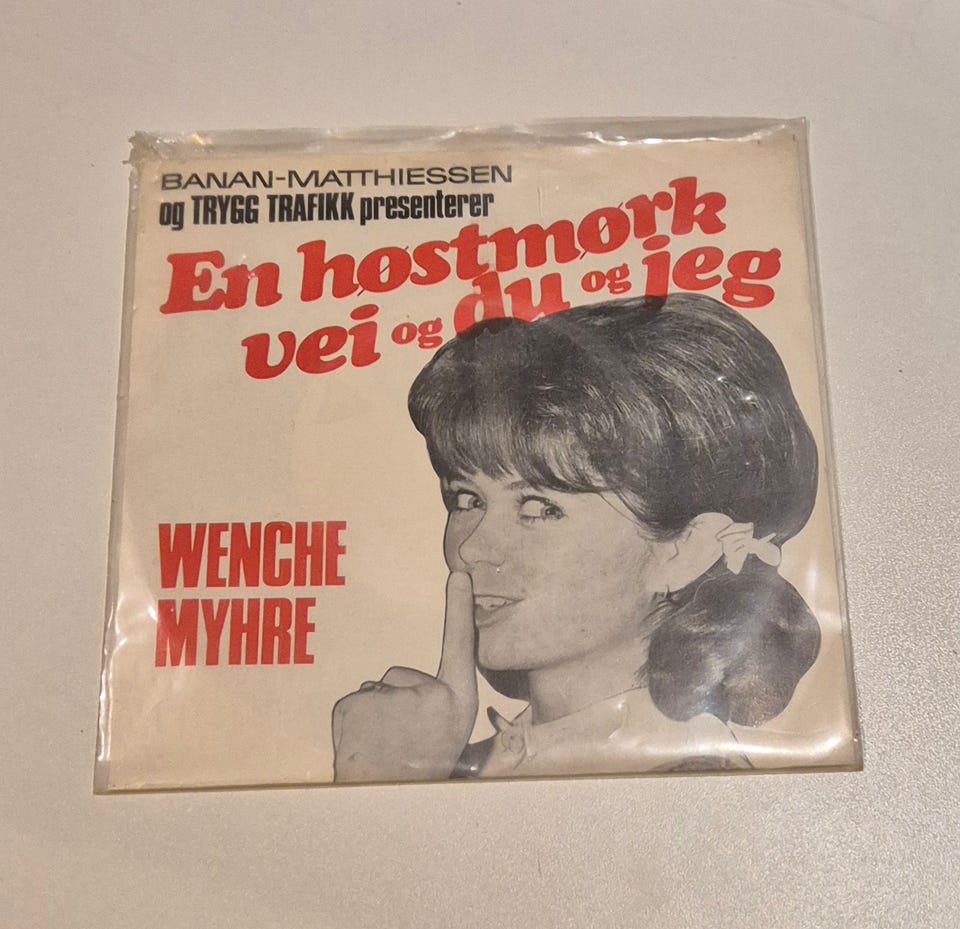 BANAN-MATTHIESSEN
og TRYGG TRAFIKK presenterer
En høstmørk
vei og du og jeg
WENCHE
MYHRE